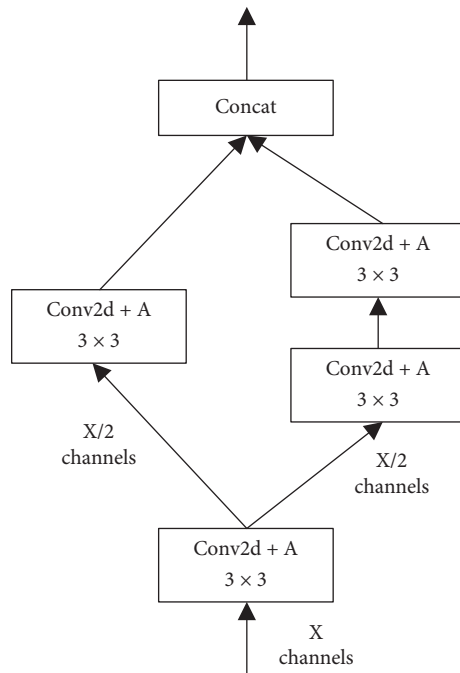 Concat
Conv2d + A
3 × 3
Conv2d + A
3 × 3
Conv2d + A
3 × 3
X/2
channels
X/2
channels
Conv2d + A
3 × 3
X
channels